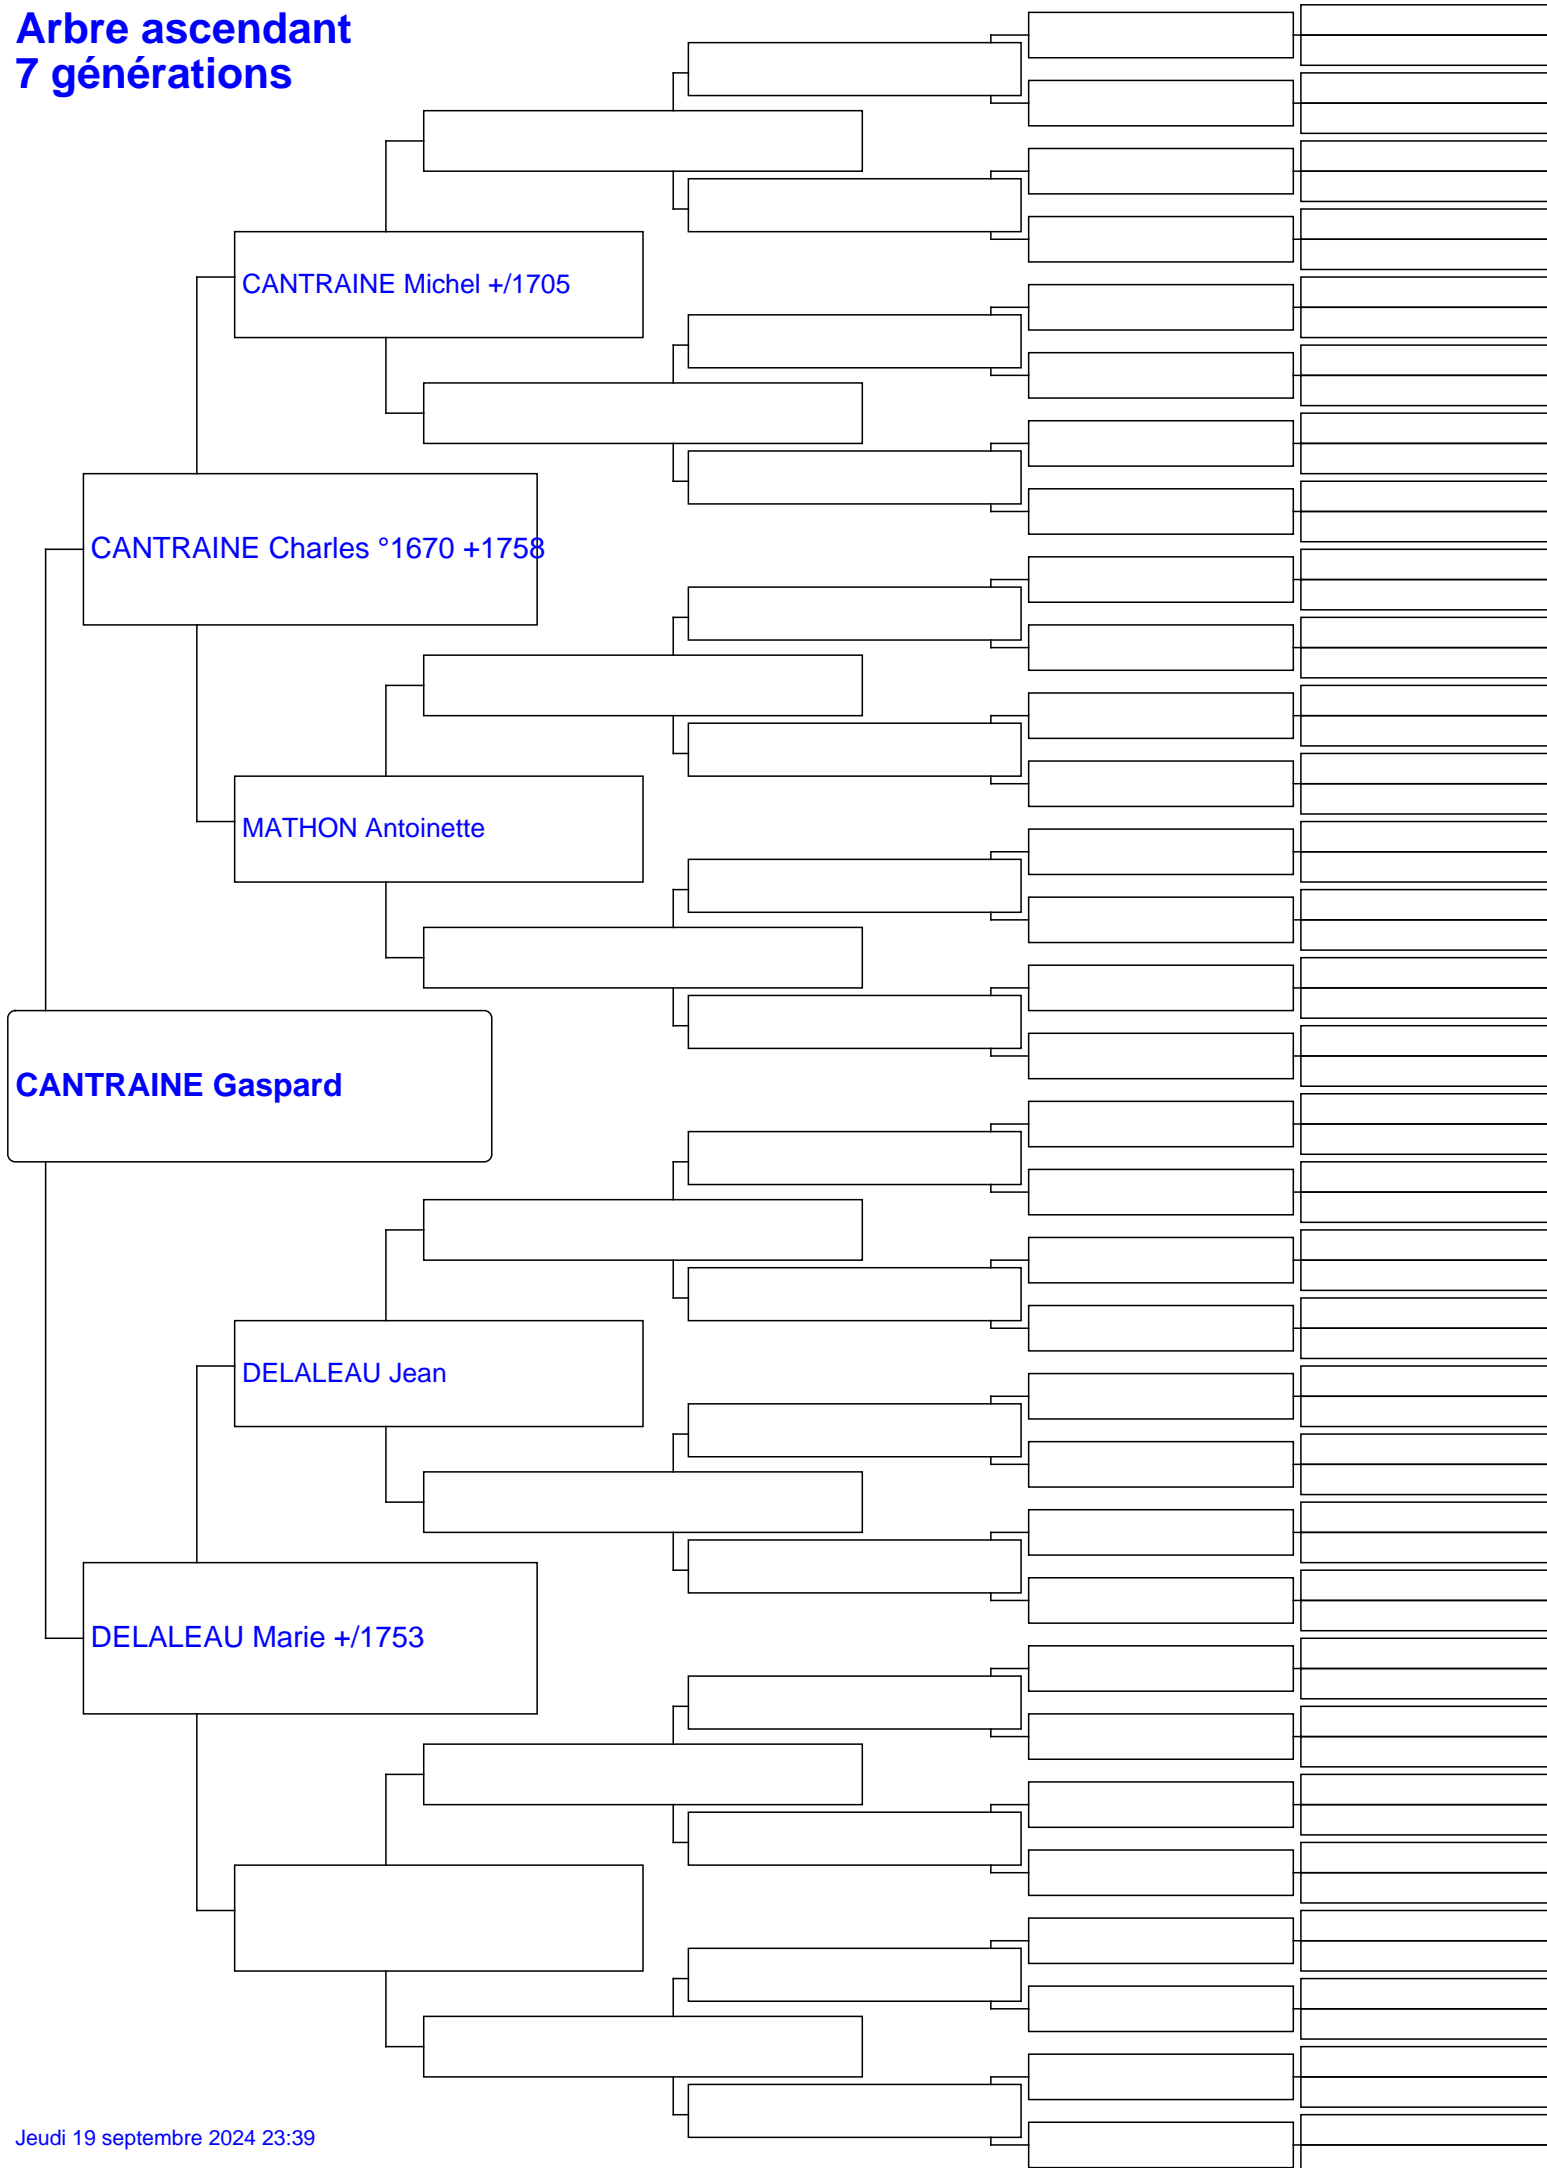 Arbre ascendant
7 générations
CANTRAINE Michel +/1705
CANTRAINE Charles °1670 +1758
MATHON Antoinette
CANTRAINE Gaspard
DELALEAU Jean
DELALEAU Marie +/1753
Jeudi 19 septembre 2024 23:39